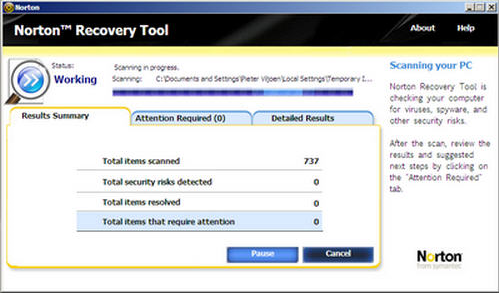 Norton
Norton™ Recovery Tool
About Help
Status:
Working
Scanning in progress.
Scanning: C:\Documents and Settings\Pieter Viljoen\Local Settings\Temporary I...
Results Summary
Attention Required (0)
Detailed Results
Total items scanned 737
Total security risks detected 0
Total items resolved 0
Total items that require attention 0
Pause
Cancel
Scanning your PC
Norton Recovery Tool is
checking your computer
for viruses, spyware, and
other security risks.
After the scan, review the
results and suggested
next steps by clicking on
the "Attention Required"
tab.
Norton
from symantec